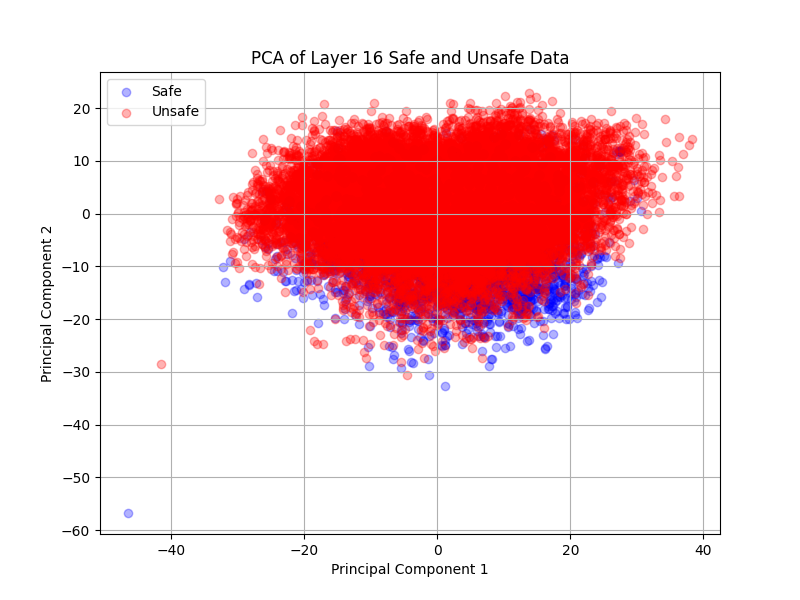 PCA of Layer 16 Safe and Unsafe Data
Safe
Unsafe
Principal Component 2
20
10
0
−10
−20
−30
−40
−50
−60
−40
−20
0
20
40
Principal Component 1